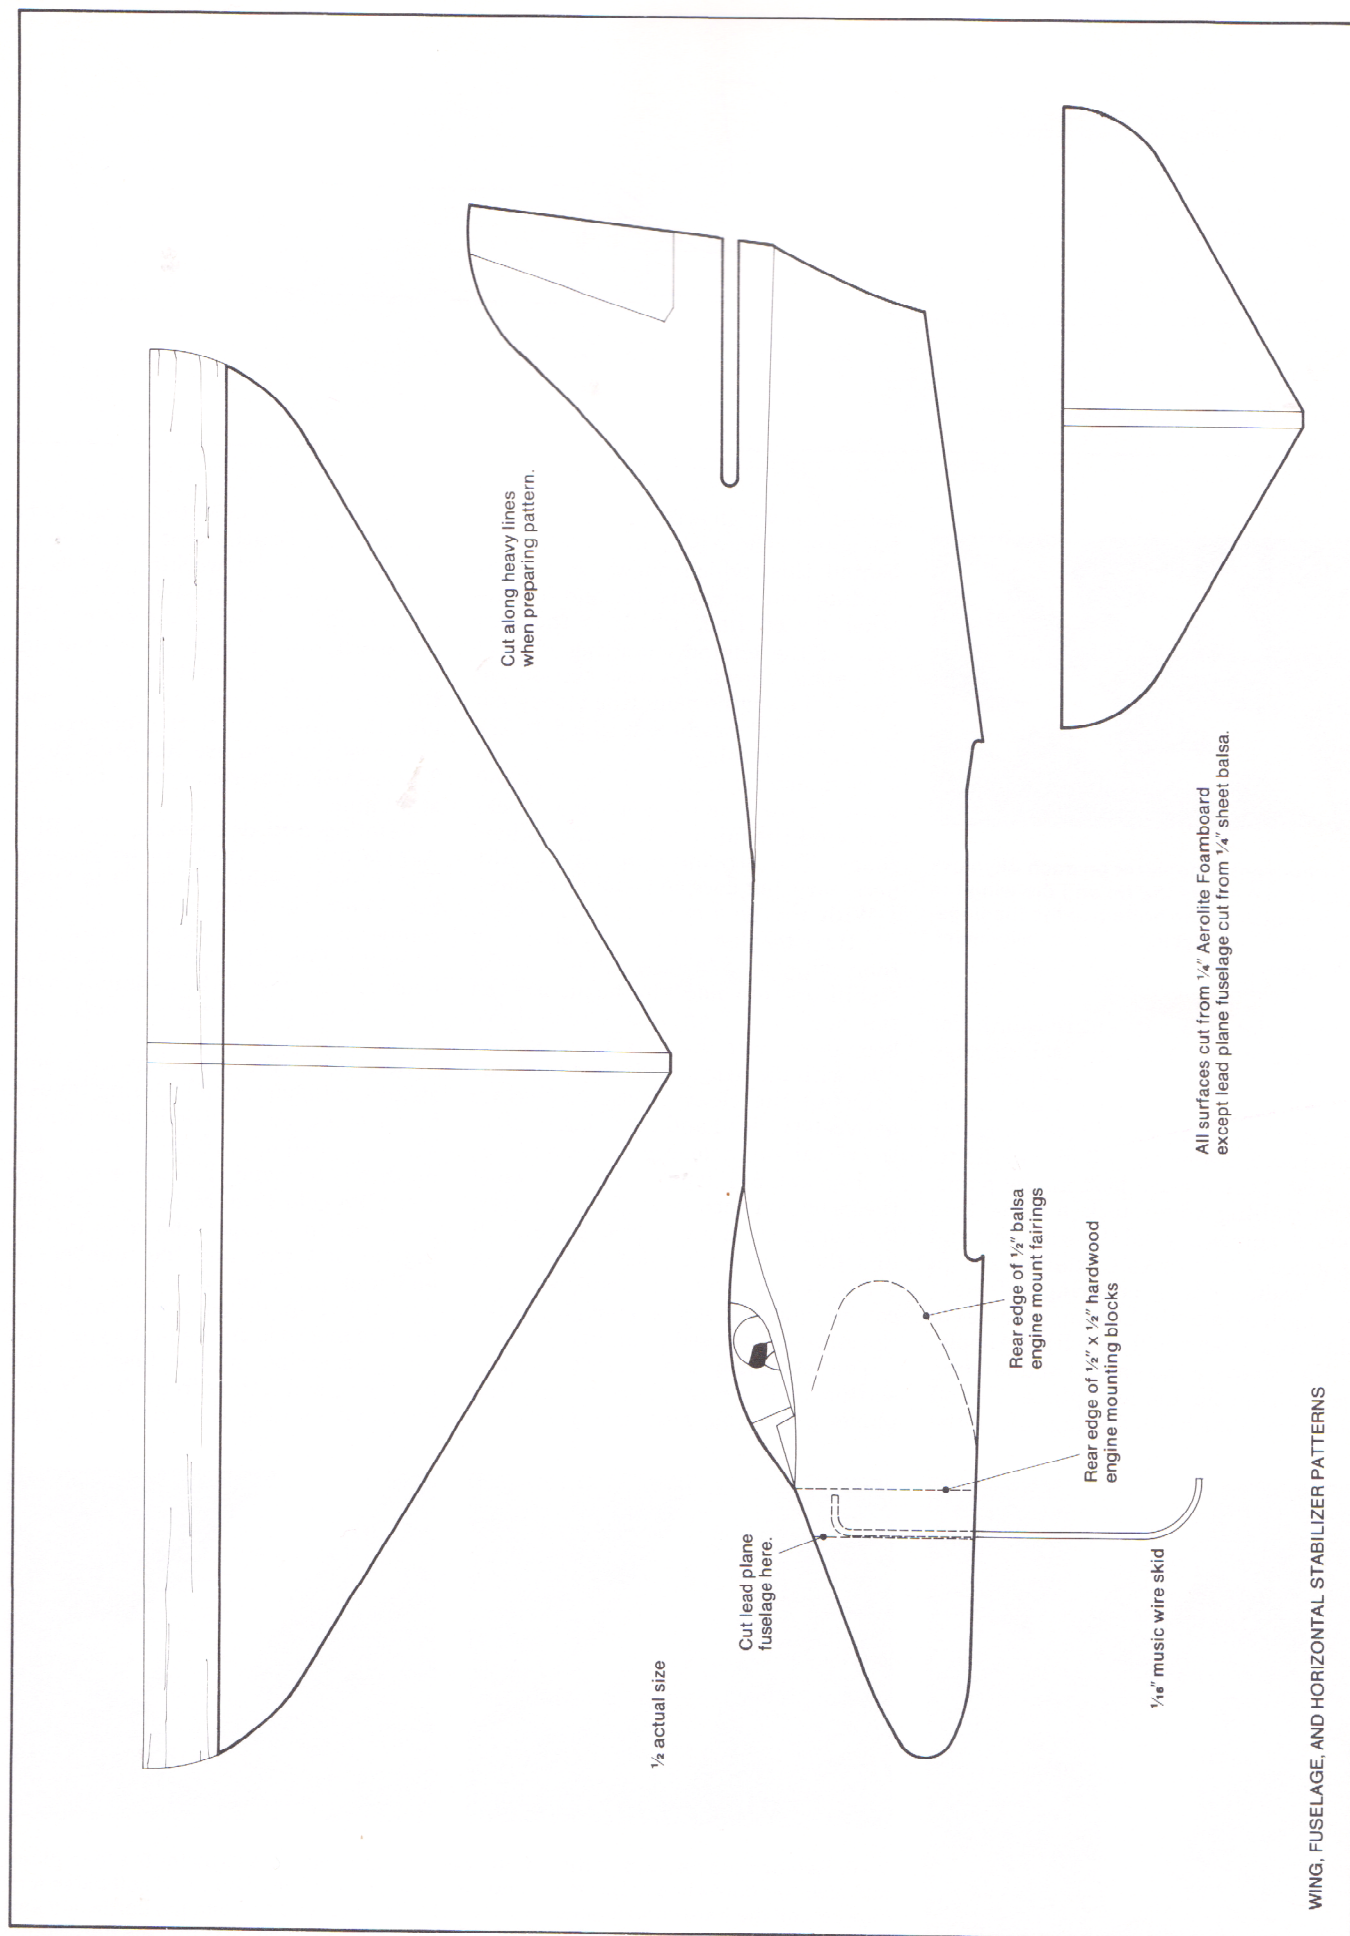 Cut along heavy lines
when preparing pattern.
½ actual size
Cut lead plane
fuselage here.
Rear edge of ½" balsa
engine mount fairings
Rear edge of ½" x ½" hardwood
engine mounting blocks
¹⁄₁₆" music wire skid
All surfaces cut from ¼" Aerolite Foamboard
except lead plane fuselage cut from ¼" sheet balsa.
WING, FUSELAGE, AND HORIZONTAL STABILIZER PATTERNS